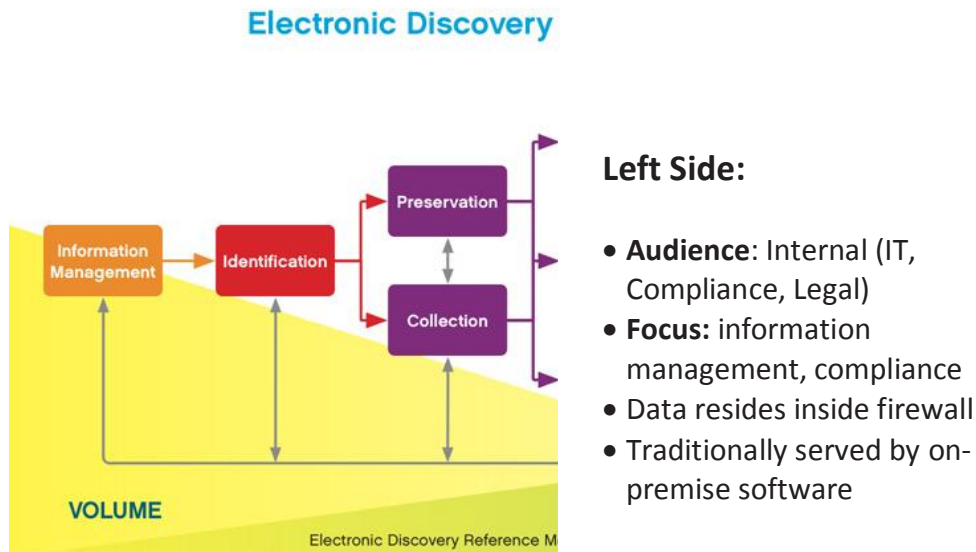 Electronic Discovery
Preservation
Information
Management
Identification
Collection
VOLUME
Electronic Discovery Reference M
Left Side:
• Audience: Internal (IT,
Compliance, Legal)
• Focus: information
management, compliance
• Data resides inside firewall
• Traditionally served by on-
premise software